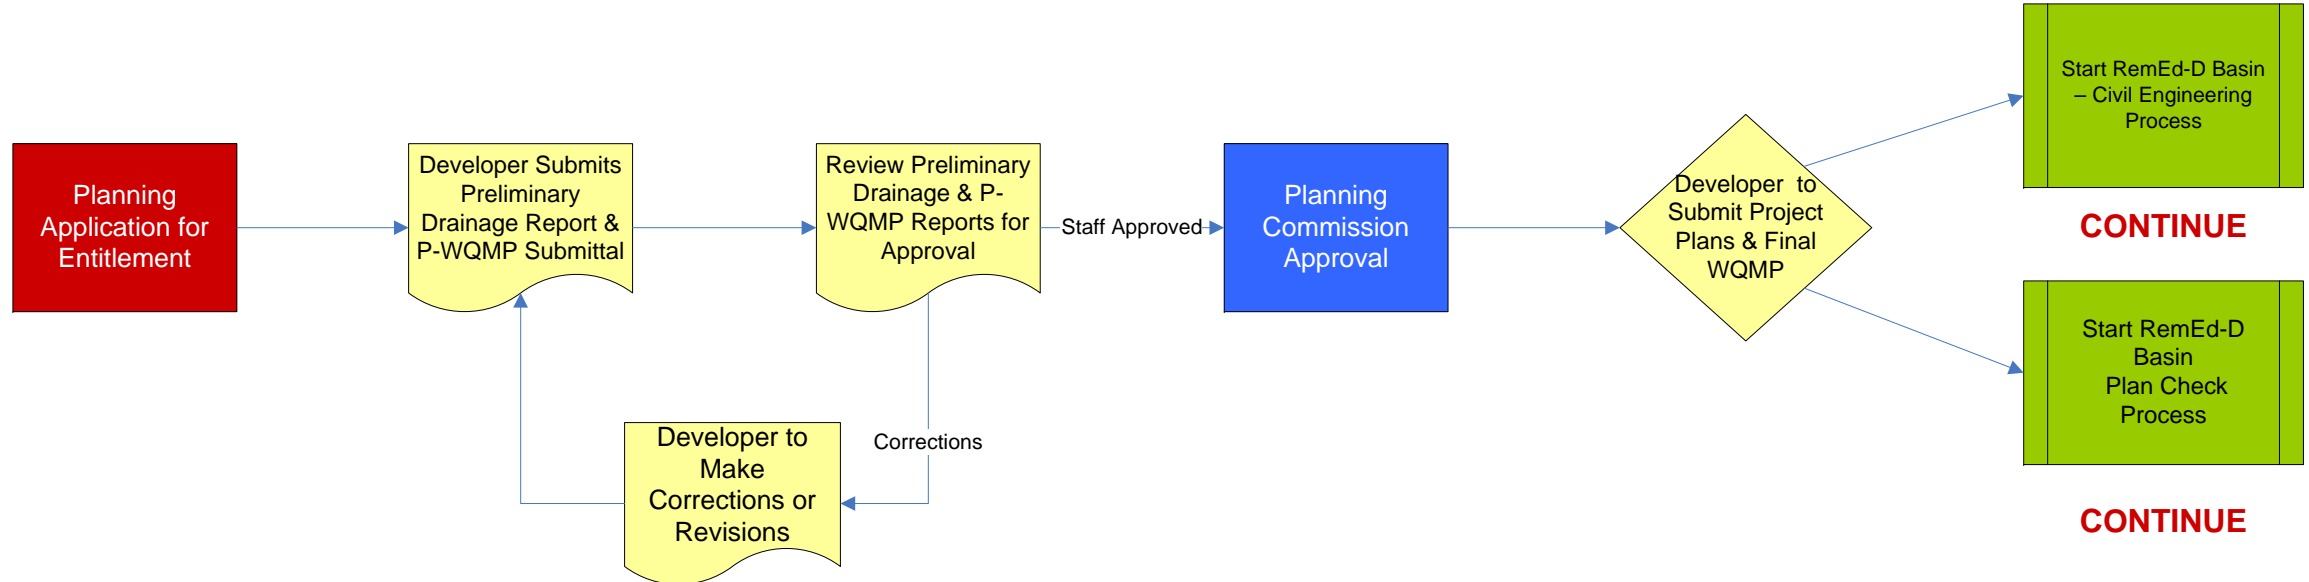 Planning
Application for
Entitlement
Developer Submits
Preliminary
Drainage Report &
P-WQMP Submittal
Review Preliminary
Drainage & P-
WQMP Reports for
Approval
Staff Approved
Planning
Commission
Approval
Developer to
Submit Project
Plans & Final
WQMP
Start RemEd-D Basin
– Civil Engineering
Process
CONTINUE
Start RemEd-D
Basin
Plan Check
Process
CONTINUE
Corrections
Developer to
Make
Corrections or
Revisions